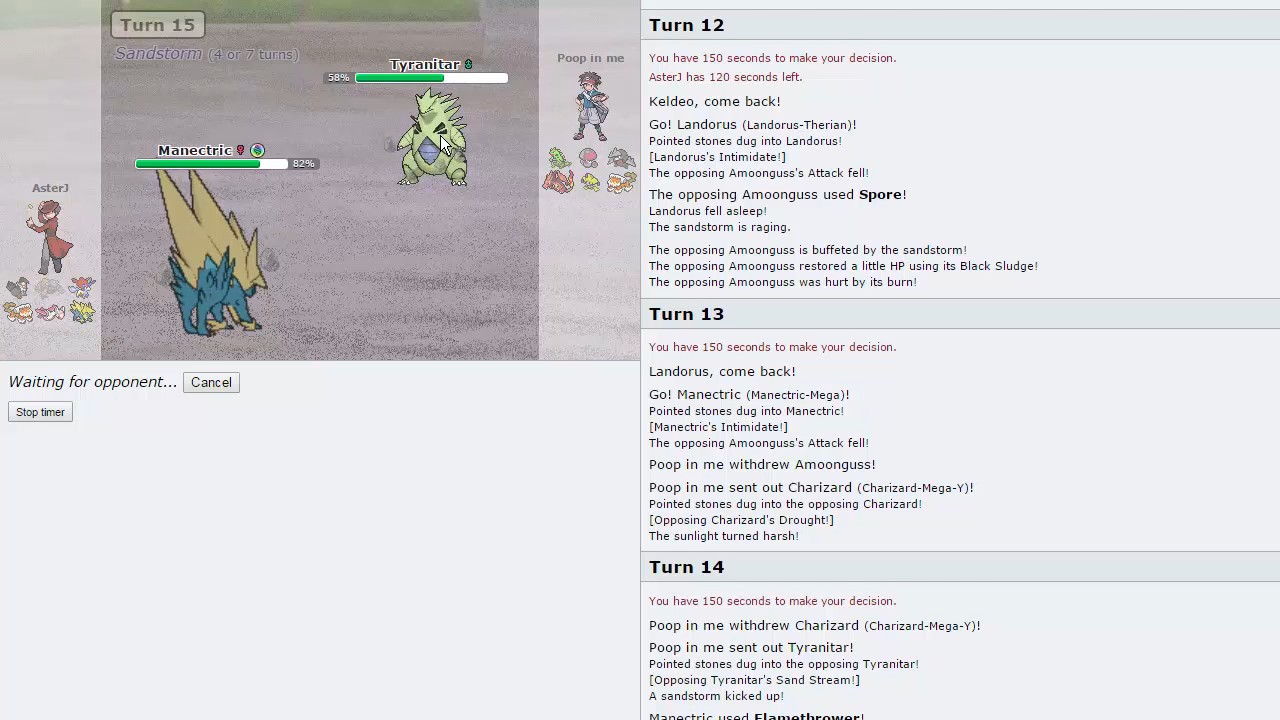 Turn 15
Sandstorm (4 or 7 turns)
Tyranitar
58%
Poop in me
Manectric
82%
AsterJ
Waiting for opponent... Cancel
Stop timer
Turn 12
You have 150 seconds to make your decision.
AsterJ has 120 seconds left.
Keldeo, come back!
Go! Landorus (Landorus-Therian)!
Pointed stones dug into Landorus!
[Landorus's Intimidate!]
The opposing Amoonguss's Attack fell!
The opposing Amoonguss used Spore!
Landorus fell asleep!
The sandstorm is raging.
The opposing Amoonguss is buffeted by the sandstorm!
The opposing Amoonguss restored a little HP using its Black Sludge!
The opposing Amoonguss was hurt by its burn!
Turn 13
You have 150 seconds to make your decision.
Landorus, come back!
Go! Manectric (Manectric-Mega)!
Pointed stones dug into Manectric!
[Manectric's Intimidate!]
The opposing Amoonguss's Attack fell!
Poop in me withdrew Amoonguss!
Poop in me sent out Charizard (Charizard-Mega-Y)!
Pointed stones dug into the opposing Charizard!
[Opposing Charizard's Drought!]
The sunlight turned harsh!
Turn 14
You have 150 seconds to make your decision.
Poop in me withdrew Charizard (Charizard-Mega-Y)!
Poop in me sent out Tyranitar!
Pointed stones dug into the opposing Tyranitar!
[Opposing Tyranitar's Sand Stream!]
A sandstorm kicked up!
Manectric used Flamethrower!